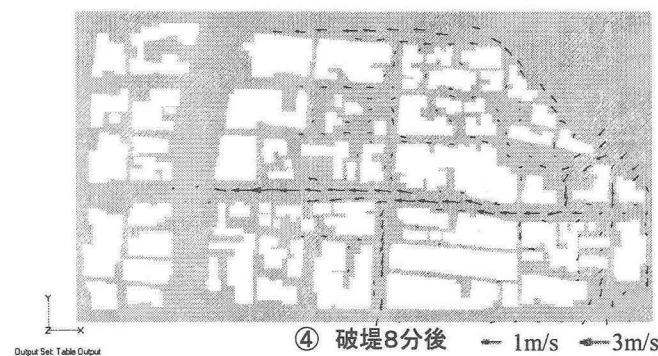 Y
Z X
Output Set: Table Output
④ 破堤8分後 1m/s 3m/s